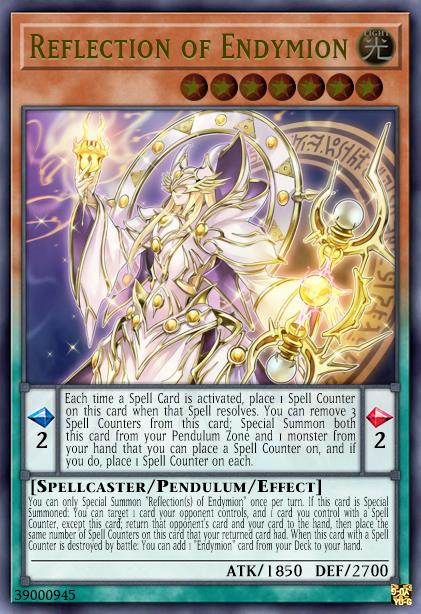 Reflection of Endymion
LIGHT
光
Each time a Spell Card is activated, place 1 Spell Counter
on this card when that Spell resolves. You can remove 3
Spell Counters from this card; Special Summon both
this card from your Pendulum Zone and 1 monster from
your hand that you can place a Spell Counter on, and if
you do, place 1 Spell Counter on each.
2
2
[Spellcaster/Pendulum/Effect]
You can only Special Summon "Reflection(s) of Endymion" once per turn. If this card is Special
Summoned: You can target 1 card your opponent controls, and 1 card you control with a Spell
Counter, except this card; return that opponent's card and your card to the hand, then place the
same number of Spell Counters on this card that your returned card had. When this card with a Spell
Counter is destroyed by battle: You can add 1 "Endymion" card from your Deck to your hand.
ATK/1850 DEF/2700
39000945